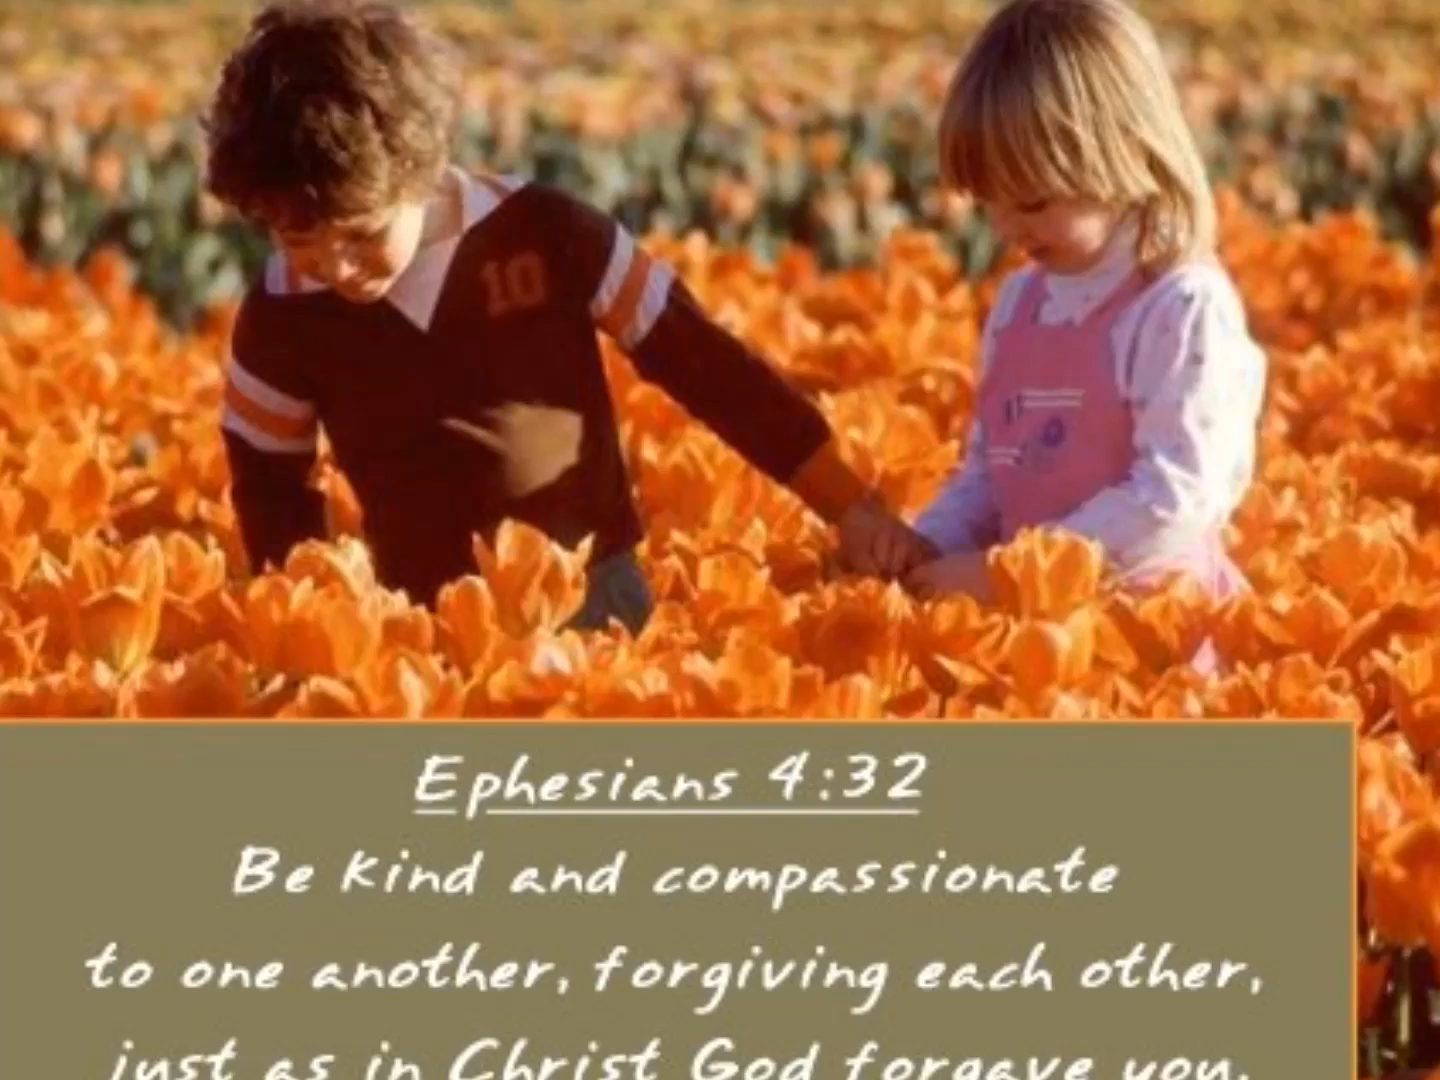 10
Ephesians 4:32
Be kind and compassionate
to one another, forgiving each other,
just as in Christ God forgave you.